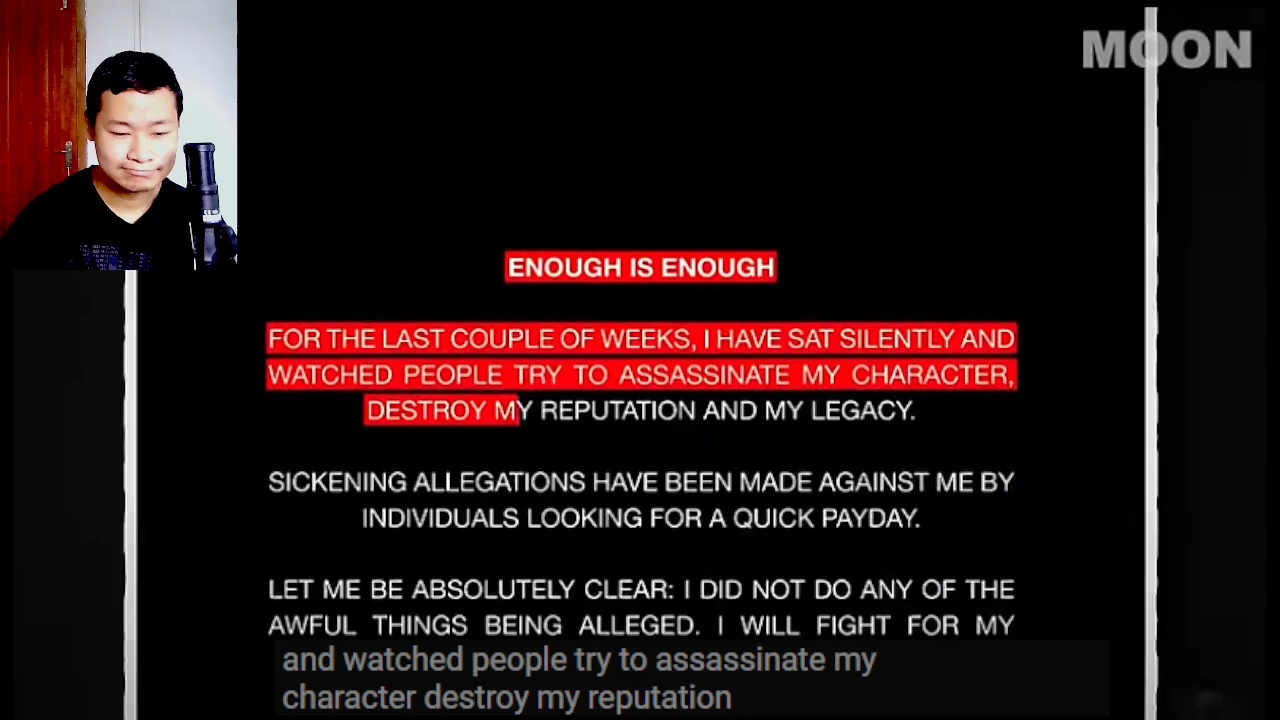 MOON
ENOUGH IS ENOUGH
FOR THE LAST COUPLE OF WEEKS, I HAVE SAT SILENTLY AND
WATCHED PEOPLE TRY TO ASSASSINATE MY CHARACTER,
DESTROY MY REPUTATION AND MY LEGACY.
SICKENING ALLEGATIONS HAVE BEEN MADE AGAINST ME BY
INDIVIDUALS LOOKING FOR A QUICK PAYDAY.
LET ME BE ABSOLUTELY CLEAR: I DID NOT DO ANY OF THE
AWFUL THINGS BEING ALLEGED. I WILL FIGHT FOR MY
and watched people try to assassinate my
character destroy my reputation